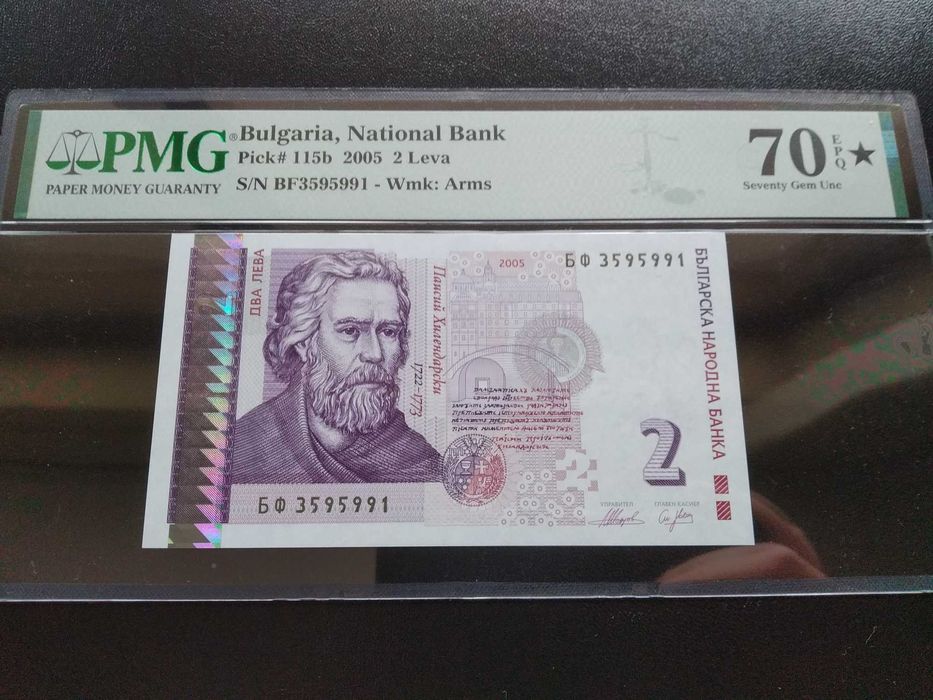 PMG®
PAPER MONEY GUARANTY
Bulgaria, National Bank
Pick# 115b 2005 2 Leva
S/N BF3595991 - Wmk: Arms
70 EPQ ★
Seventy Gem Unc
ДВА ЛЕВА
Паисий Хилендарски
1722–1773
2005
БФ 3595991
БЪЛГАРСКА НАРОДНА БАНКА
2
УПРАВИТЕЛ
ГЛАВЕН КАСИЕР
2
БФ 3595991